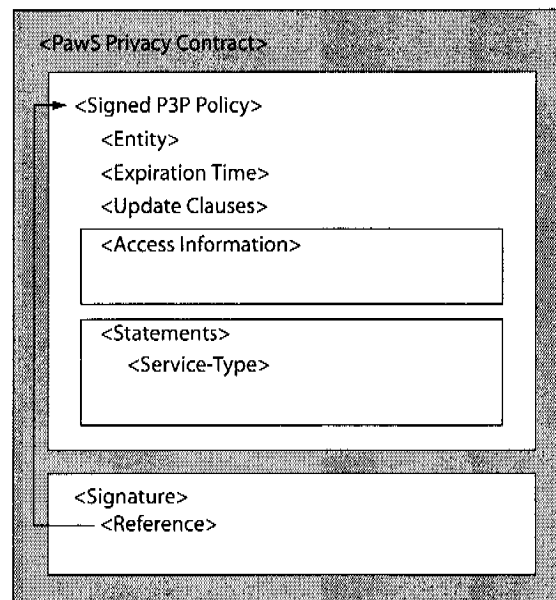 <PawS Privacy Contract>
<Signed P3P Policy>
<Entity>
<Expiration Time>
<Update Clauses>
<Access Information>
<Statements>
<Service-Type>
<Signature>
<Reference>